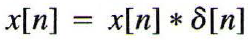 x[n] = x[n] * δ[n]